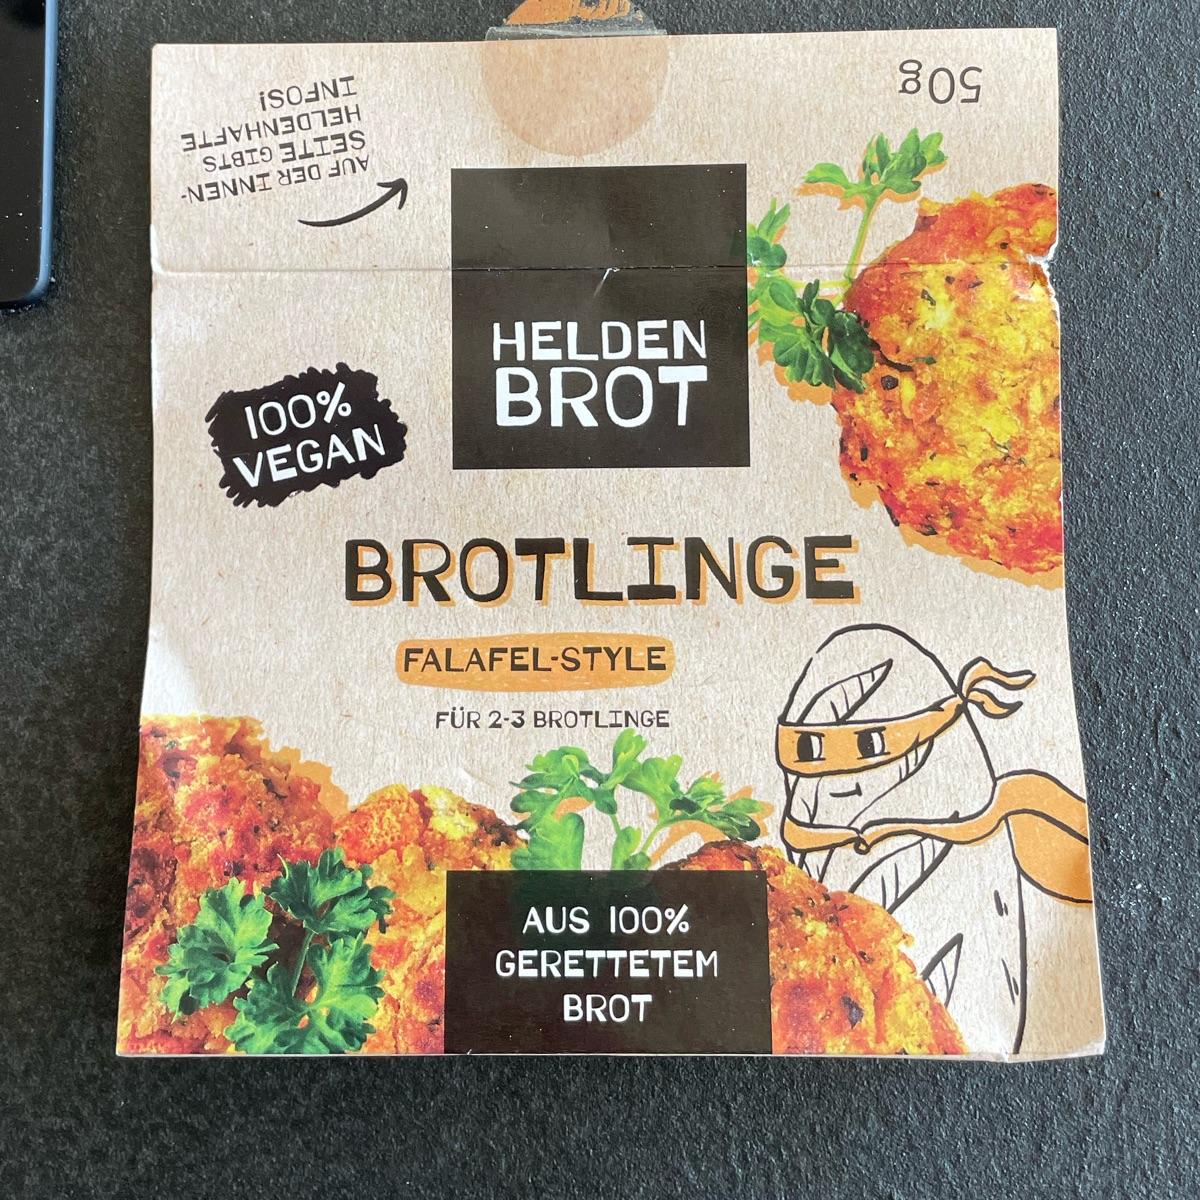 AUF DER INNEN-
SEITE GIBTS
HELDENHAFTE
INFOS!
50g
HELDEN
BROT
100%
VEGAN
BROTLINGE
FALAFEL-STYLE
FÜR 2-3 BROTLINGE
AUS 100%
GERETTETEM
BROT